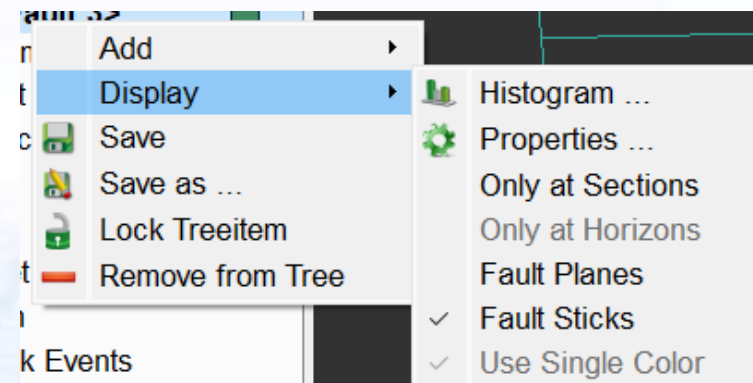 Add
Display
Save
Save as ...
Lock Treeitem
Remove from Tree
k Events
Histogram ...
Properties ...
Only at Sections
Only at Horizons
Fault Planes
Fault Sticks
Use Single Color